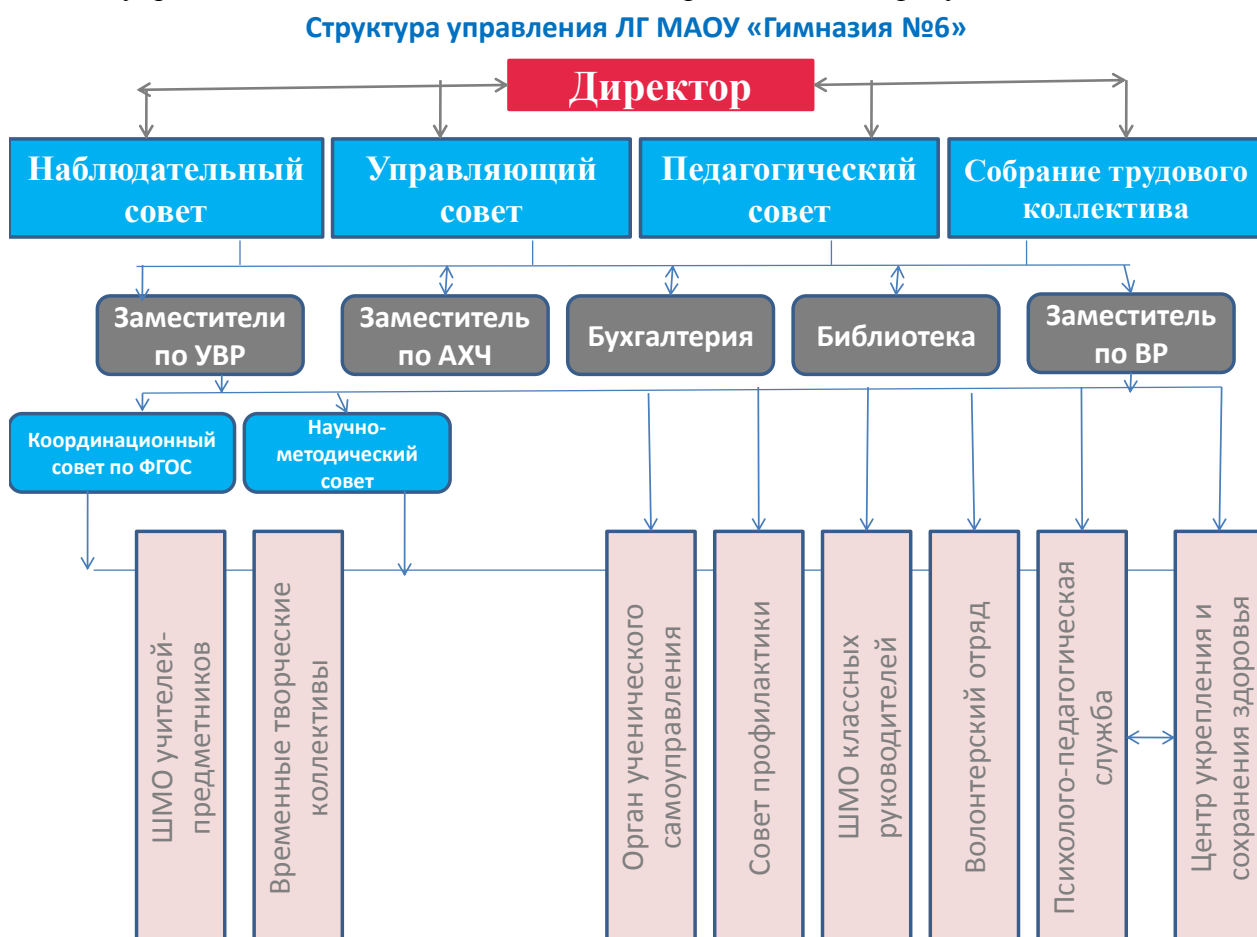 Структура управления ЛГ МАОУ «Гимназия №6»
Директор
Наблюдательный
совет
Управляющий
совет
Педагогический
совет
Собрание трудового
коллектива
Заместители
по УВР
Заместитель
по АХЧ
Бухгалтерия
Библиотека
Заместитель
по ВР
Координационный
совет по ФГОС
Научно-
методический
совет
ШМО учителей-
предметников
Временные творческие
коллективы
Орган ученического
самоуправления
Совет профилактики
ШМО классных
руководителей
Волонтерский отряд
Психолого-педагогическая
служба
Центр укрепления и
сохранения здоровья